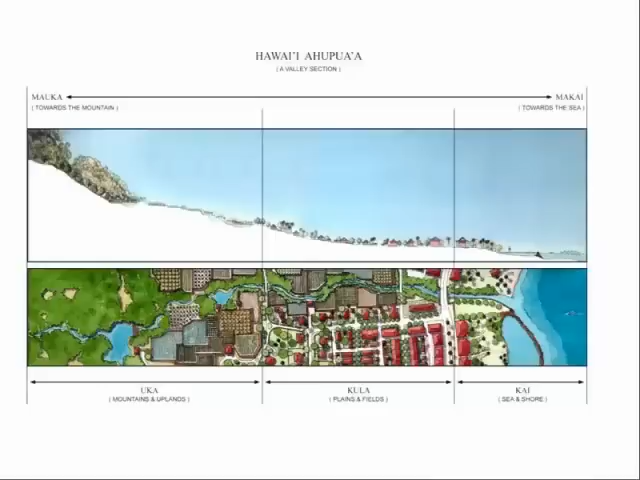 HAWAI'I AHUPUA'A
( A VALLEY SECTION )
MAUKA
MAKAI
( TOWARDS THE MOUNTAIN )
( TOWARDS THE SEA )
UKA
KULA
KAI
( MOUNTAINS & UPLANDS )
( PLAINS & FIELDS )
( SEA & SHORE )